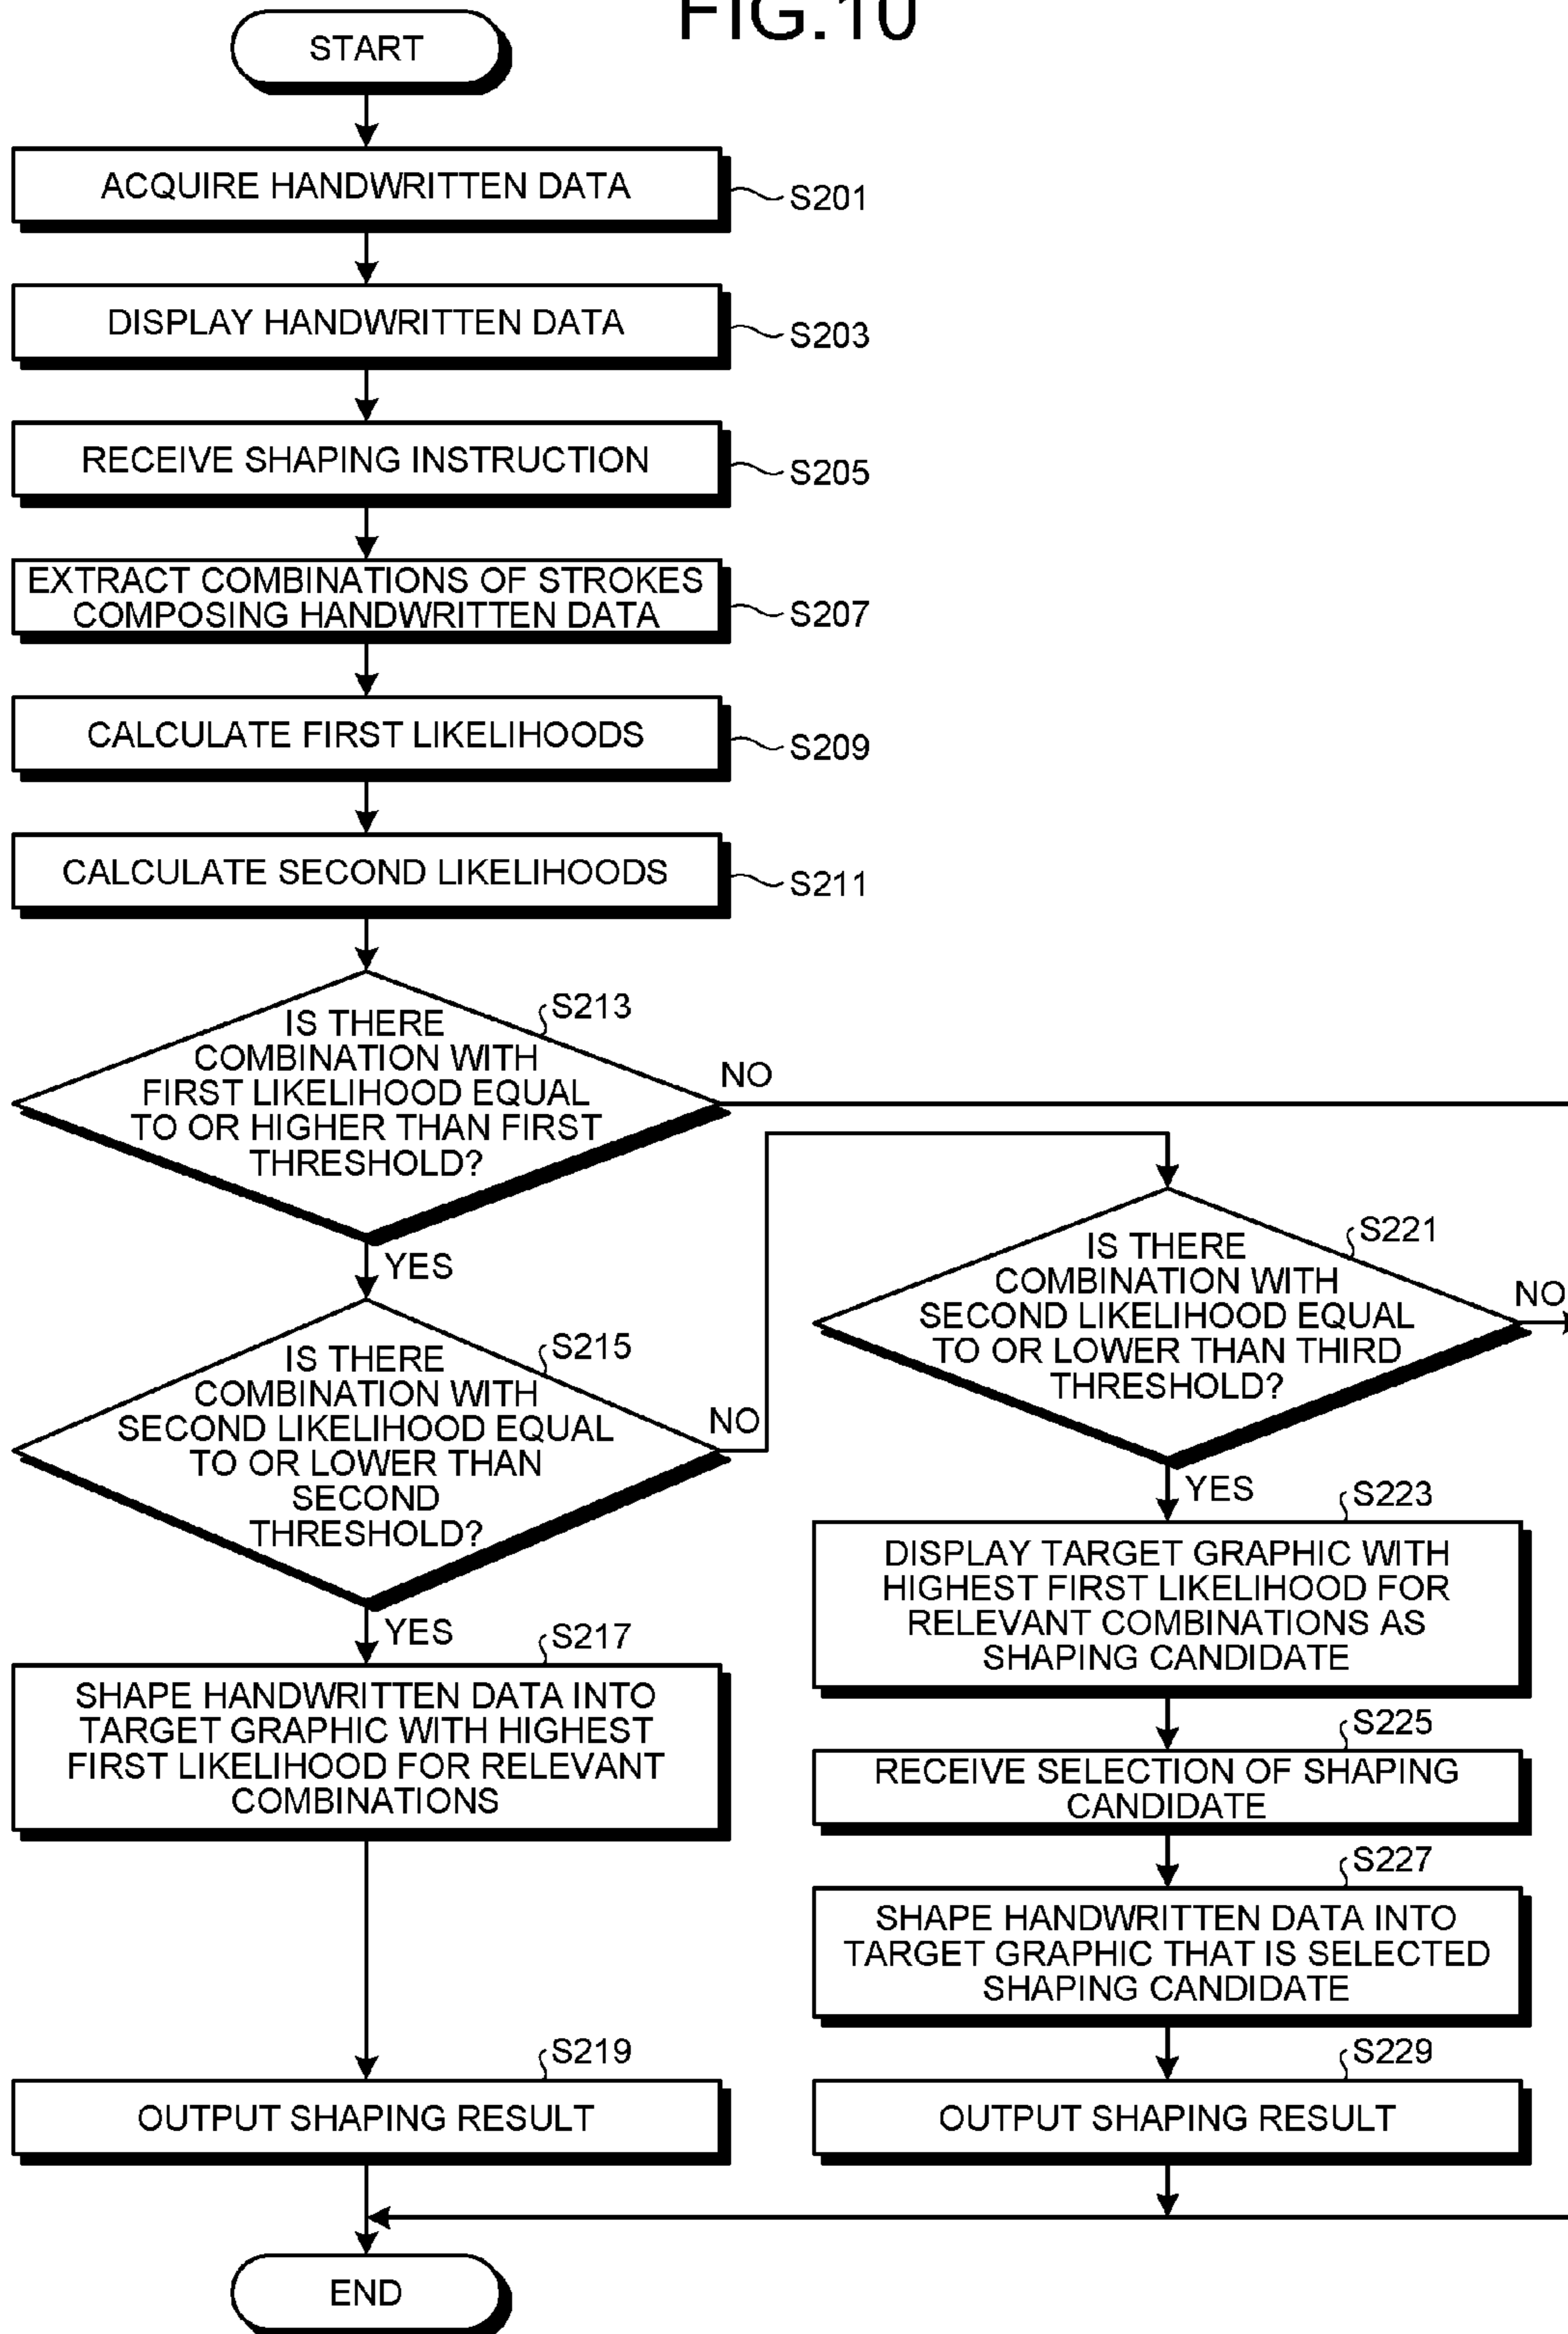 FIG.10
START
ACQUIRE HANDWRITTEN DATA
S201
DISPLAY HANDWRITTEN DATA
S203
RECEIVE SHAPING INSTRUCTION
S205
EXTRACT COMBINATIONS OF STROKES
COMPOSING HANDWRITTEN DATA
S207
CALCULATE FIRST LIKELIHOODS
S209
CALCULATE SECOND LIKELIHOODS
S211
S213
IS THERE
COMBINATION WITH
FIRST LIKELIHOOD EQUAL
TO OR HIGHER THAN FIRST
THRESHOLD?
NO
YES
S215
IS THERE
COMBINATION WITH
SECOND LIKELIHOOD EQUAL
TO OR LOWER THAN
SECOND
THRESHOLD?
NO
YES
S217
SHAPE HANDWRITTEN DATA INTO
TARGET GRAPHIC WITH HIGHEST
FIRST LIKELIHOOD FOR RELEVANT
COMBINATIONS
S219
OUTPUT SHAPING RESULT
S221
IS THERE
COMBINATION WITH
SECOND LIKELIHOOD EQUAL
TO OR LOWER THAN THIRD
THRESHOLD?
NO
YES
S223
DISPLAY TARGET GRAPHIC WITH
HIGHEST FIRST LIKELIHOOD FOR
RELEVANT COMBINATIONS AS
SHAPING CANDIDATE
S225
RECEIVE SELECTION OF SHAPING
CANDIDATE
S227
SHAPE HANDWRITTEN DATA INTO
TARGET GRAPHIC THAT IS SELECTED
SHAPING CANDIDATE
S229
OUTPUT SHAPING RESULT
END